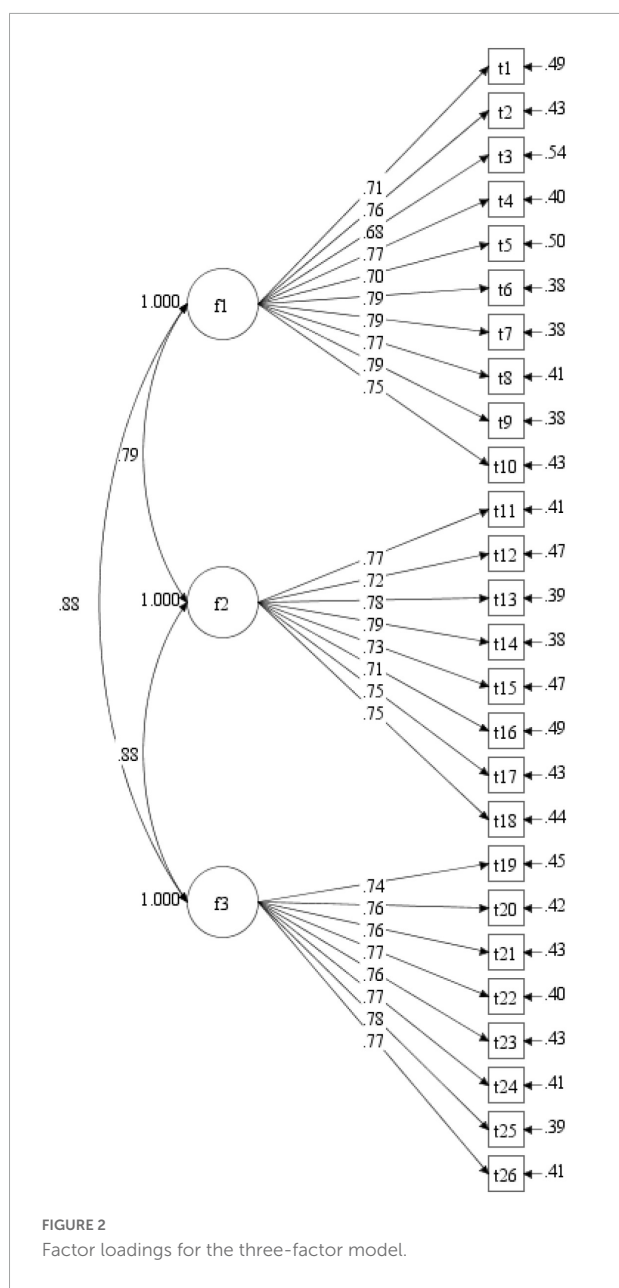 t1 .49
t2 .43
t3 .54
t4 .40
t5 .50
t6 .38
t7 .38
t8 .41
t9 .38
t10 .43
.71
.76
.68
.77
.70
.79
.79
.77
.79
.75
1.000 f1
.79
t11 .41
t12 .47
t13 .39
t14 .38
t15 .47
t16 .49
t17 .43
t18 .44
.77
.72
.78
.79
.73
.71
.75
.75
1.000 f2
.88
.88
t19 .45
t20 .42
t21 .43
t22 .40
t23 .43
t24 .41
t25 .39
t26 .41
.74
.76
.76
.77
.76
.77
.78
.77
1.000 f3
FIGURE 2
Factor loadings for the three-factor model.